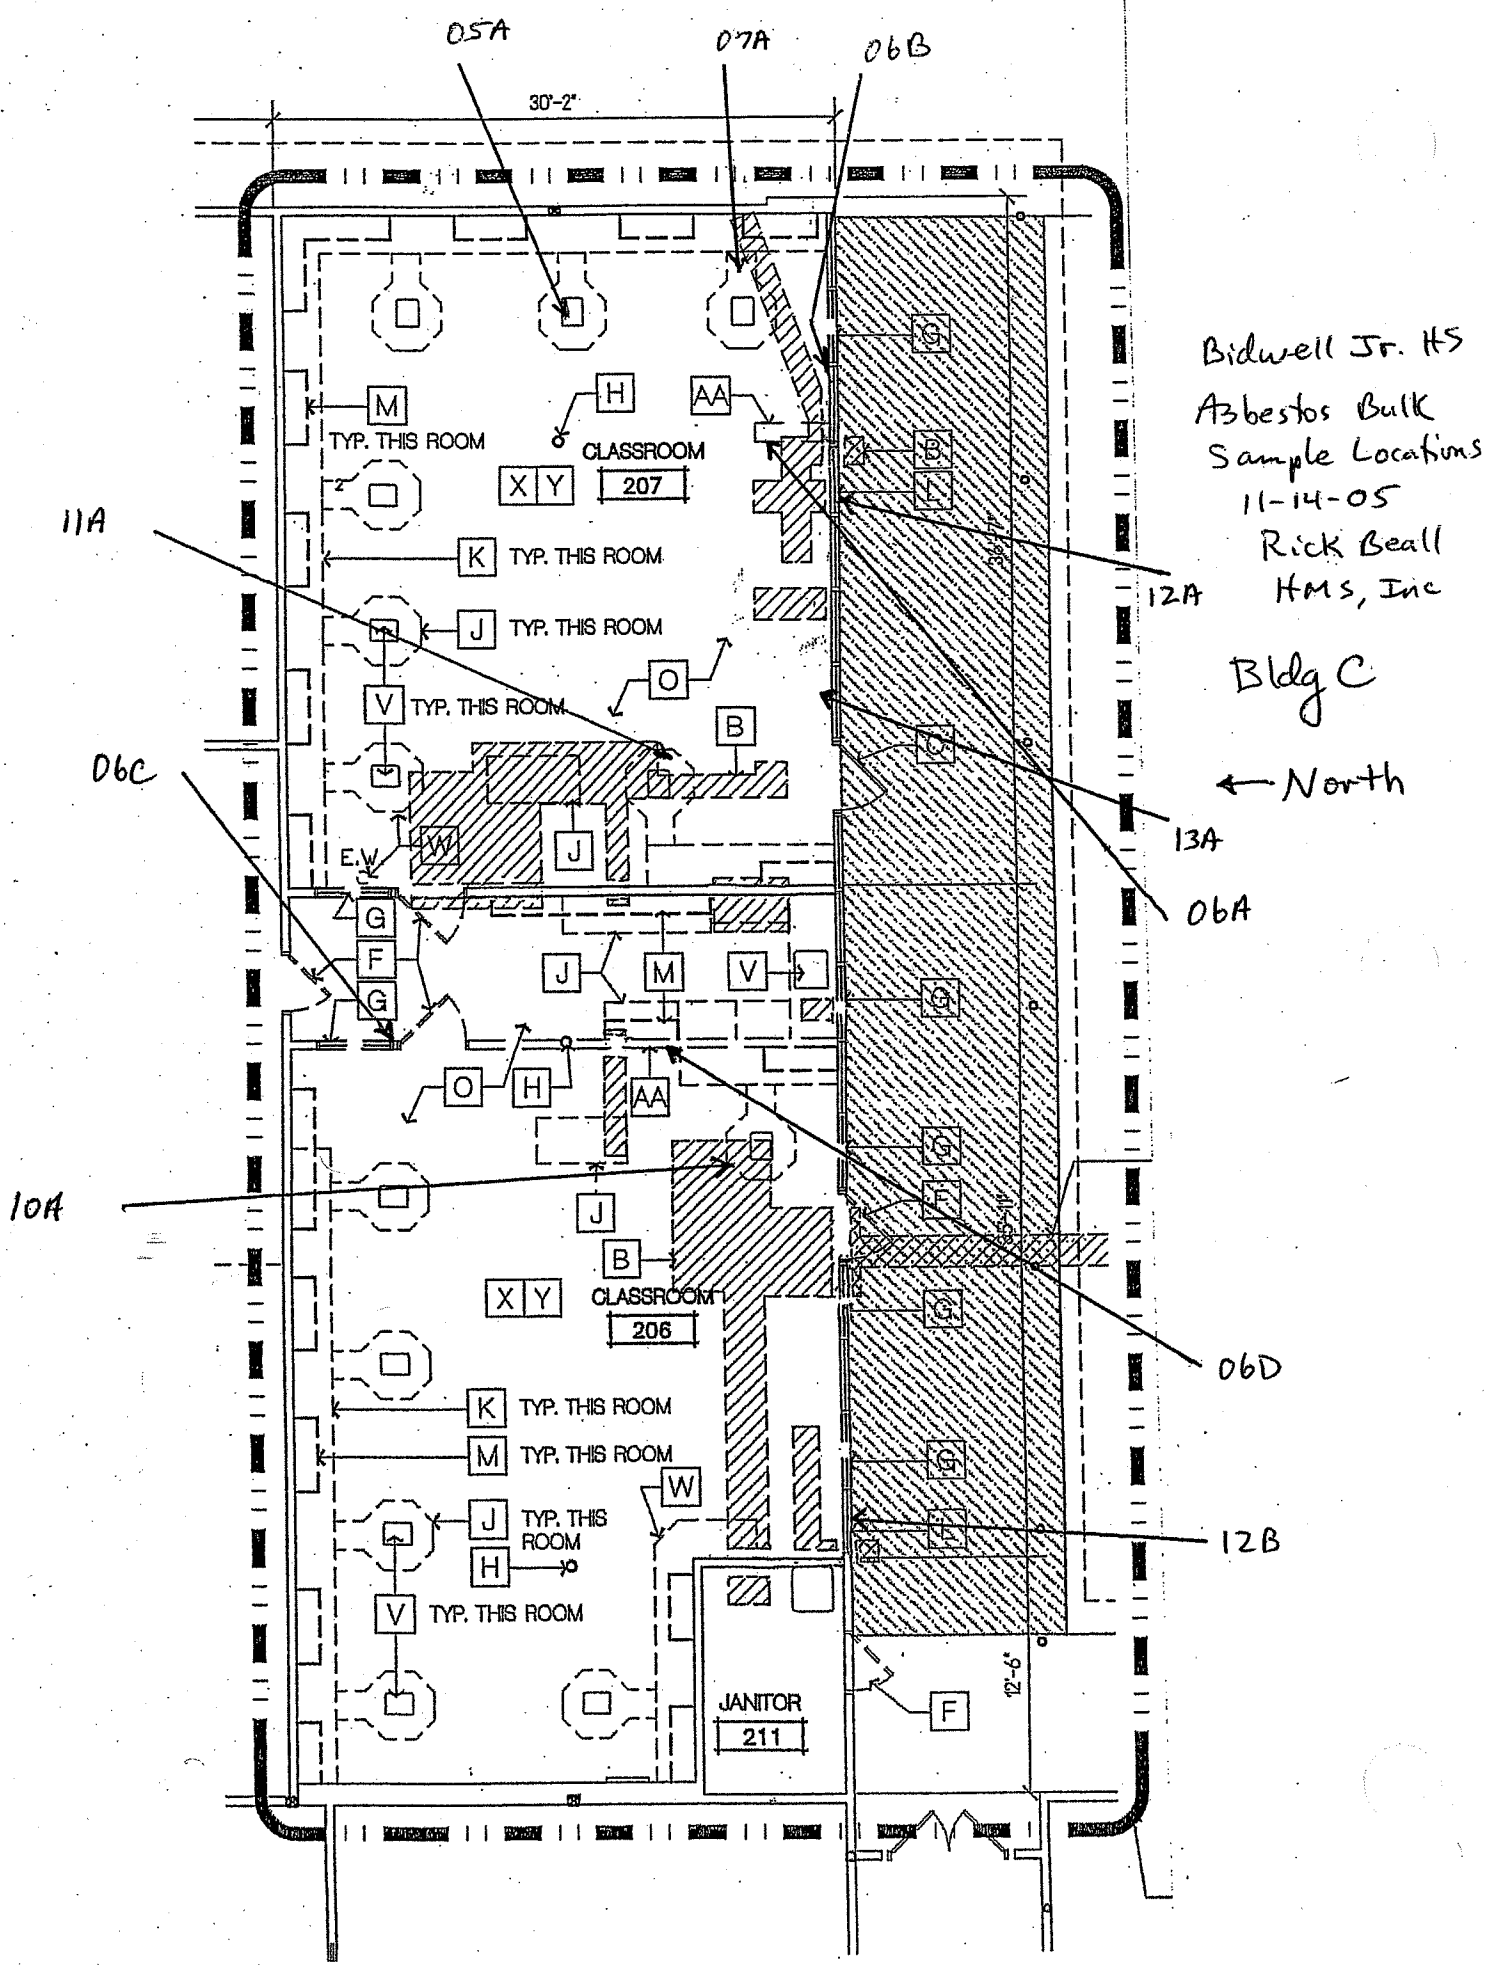 05A
07A
06B
30'-2"
G
Bidwell Jr. HS
Asbestos Bulk
Sample Locations
11-14-05
Rick Beall
HMS, Inc
Bldg C
← North
M
TYP. THIS ROOM
H
AA
B
L
CLASSROOM
207
X Y
2
11A
K TYP. THIS ROOM
12A
J TYP. THIS ROOM
O
V TYP. THIS ROOM
B
06C
13A
W
E.W
J
06A
G
F
G
J
M
V
G
O
H
AA
G
10A
J
F
B
X Y
CLASSROOM
206
G
06D
K TYP. THIS ROOM
M TYP. THIS ROOM
G
W
J TYP. THIS
ROOM
H
12B
V TYP. THIS ROOM
12'-6"
JANITOR
211
F